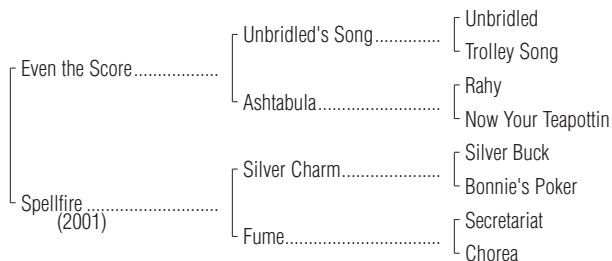 Unbridled
Unbridled's Song..............
Trolley Song
Even the Score..................
Rahy
Ashtabula..........................
Now Your Teapottin
Silver Buck
Silver Charm.....................
Bonnie's Poker
Spellfire ............................
(2001)
Secretariat
Fume.................................
Chorea